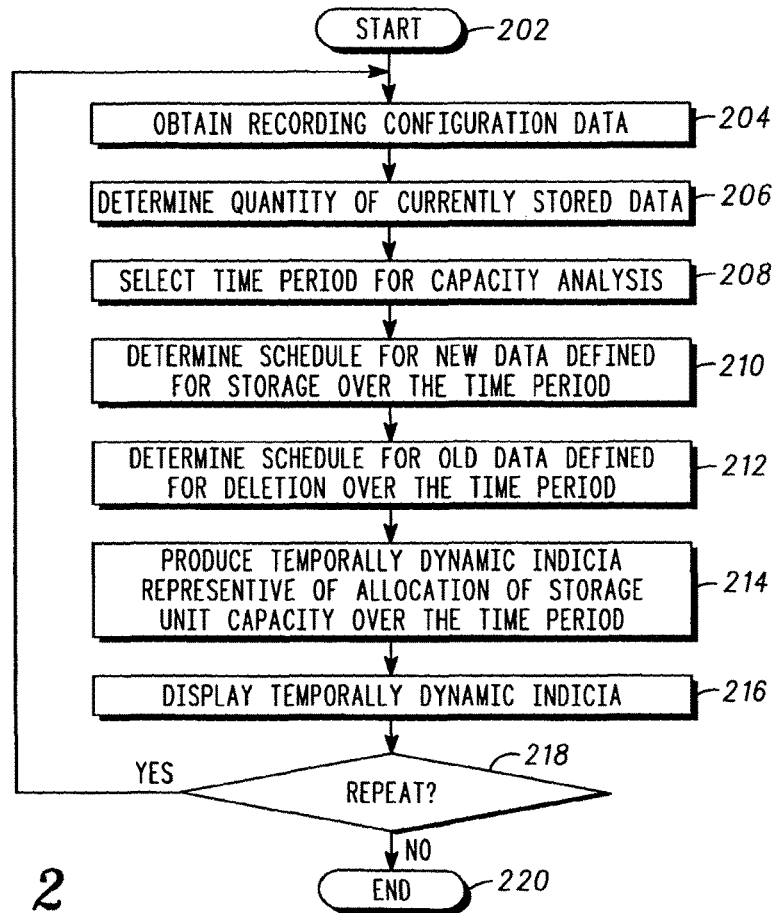 START
202
OBTAIN RECORDING CONFIGURATION DATA
204
DETERMINE QUANTITY OF CURRENTLY STORED DATA
206
SELECT TIME PERIOD FOR CAPACITY ANALYSIS
208
DETERMINE SCHEDULE FOR NEW DATA DEFINED
FOR STORAGE OVER THE TIME PERIOD
210
DETERMINE SCHEDULE FOR OLD DATA DEFINED
FOR DELETION OVER THE TIME PERIOD
212
PRODUCE TEMPORALLY DYNAMIC INDICIA
REPRESENTIVE OF ALLOCATION OF STORAGE
UNIT CAPACITY OVER THE TIME PERIOD
214
DISPLAY TEMPORALLY DYNAMIC INDICIA
216
218
YES
REPEAT?
NO
2
END
220